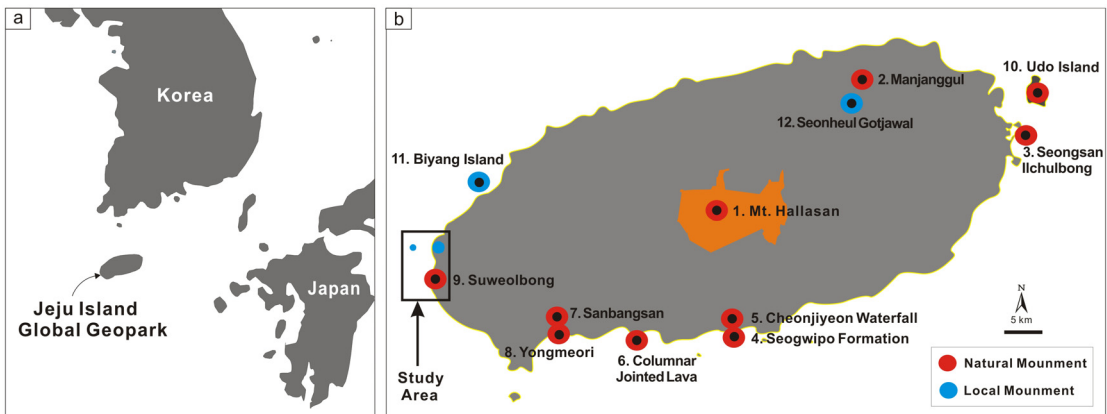 a
Korea
Japan
Jeju Island
Global Geopark
b
10. Udo Island
2. Manjanggul
12. Seonheul Gotjawal
3. Seongsan
Ilchulbong
11. Biyang Island
1. Mt. Hallasan
9. Suweolbong
7. Sanbangsan
8. Yongmeori
5. Cheonjiyeon Waterfall
4. Seogwipo Formation
6. Columnar
Jointed Lava
Study
Area
N
5 km
Natural Mounment
Local Mounment